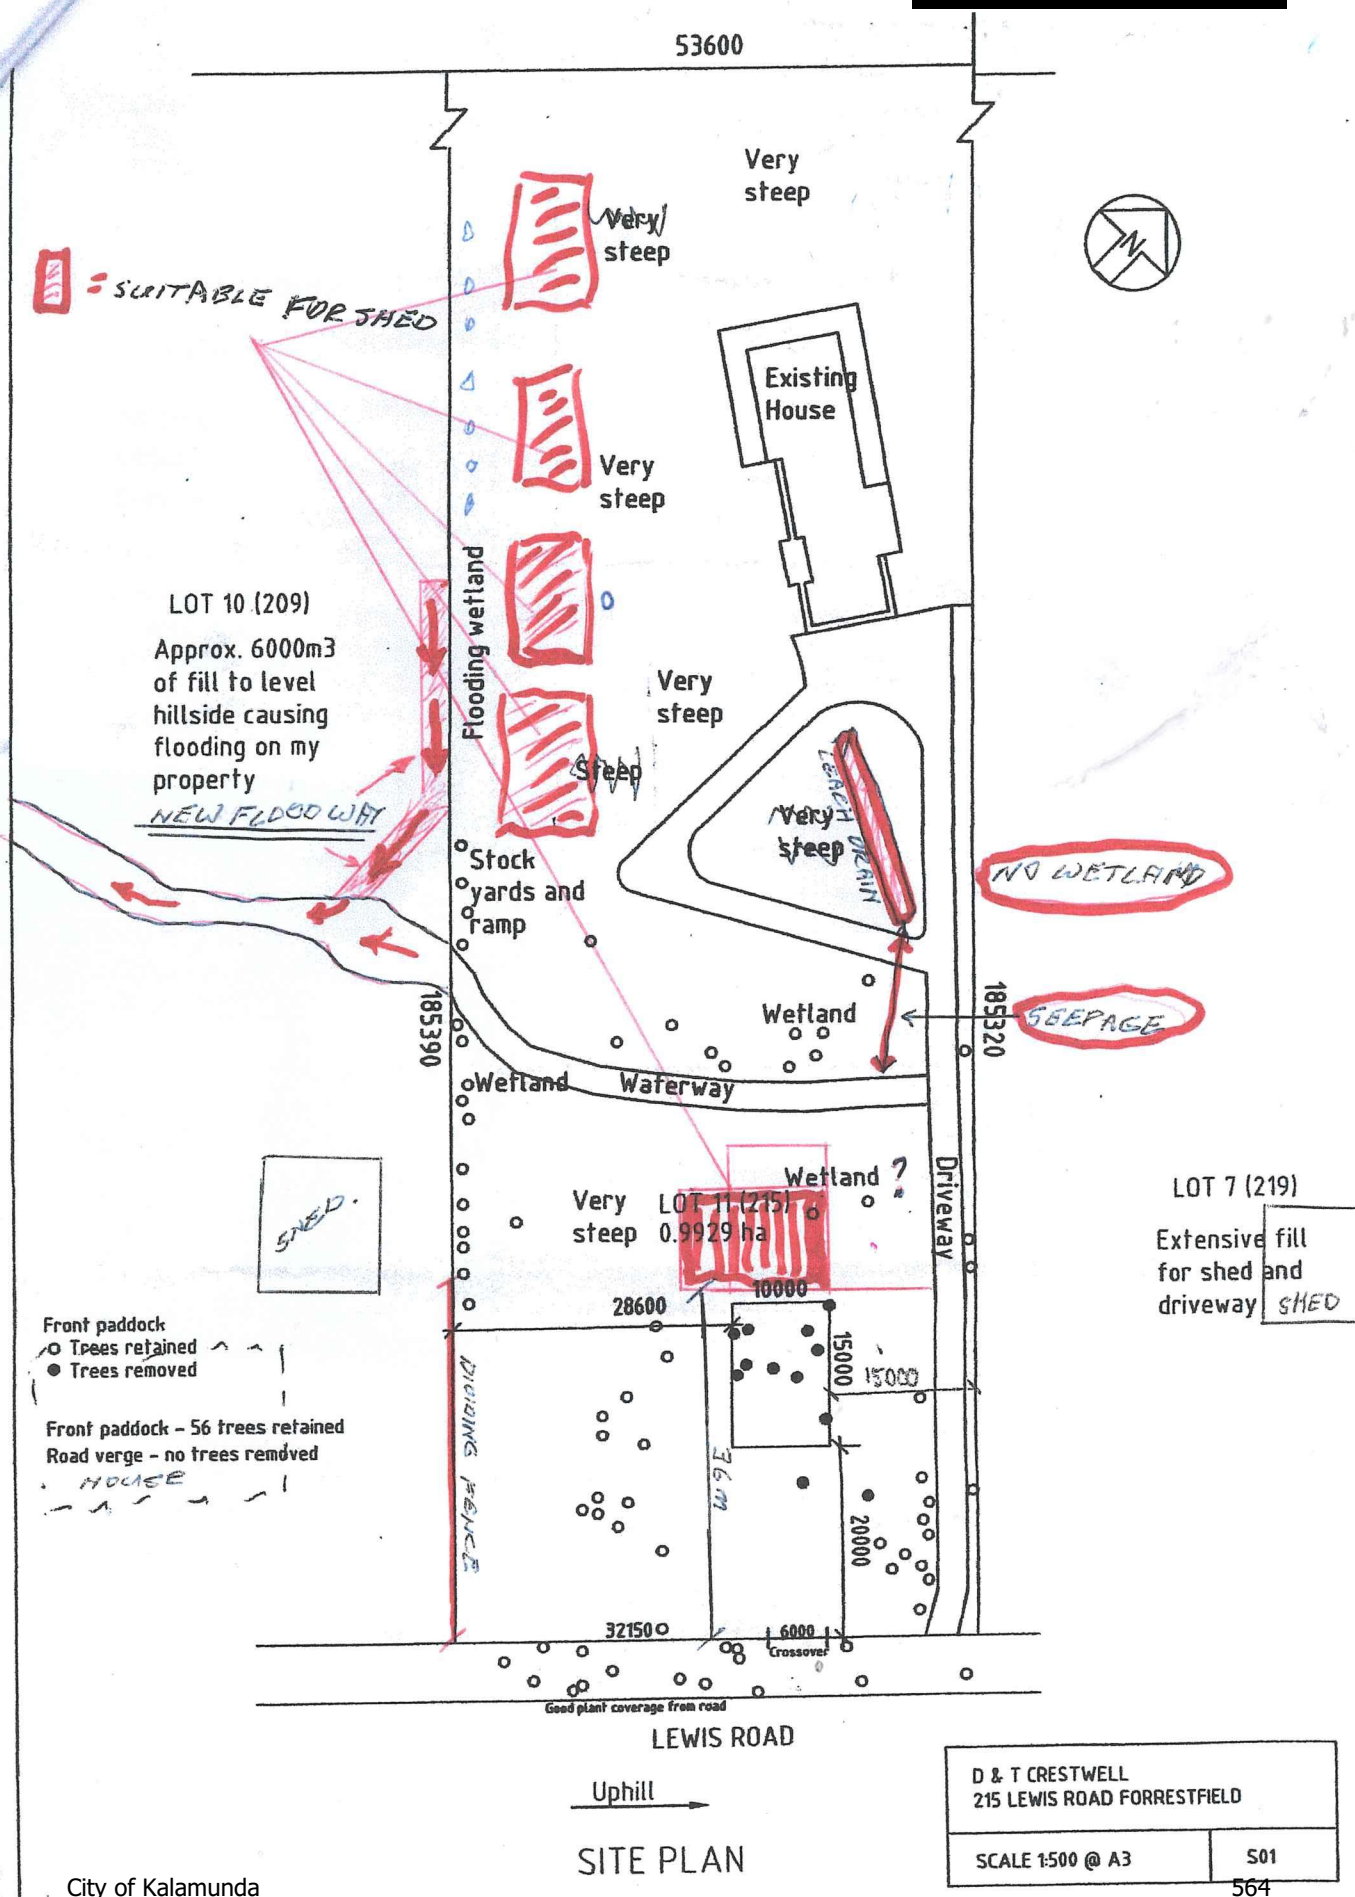 53600
Very
steep
Very
steep
N
= SUITABLE FOR SHED
Existing
House
Very
steep
Flooding wetland
LOT 10 (209)
Approx. 6000m3
of fill to level
hillside causing
flooding on my
property
NEW FLOODWAY
Very
steep
Steep
Very
steep
LEACH DRAIN
NO WETLAND
Stock
yards and
ramp
185390
Wetland
SEEPAGE
185320
Wetland
Waterway
Wetland ?
Driveway
SHED.
Very
steep
LOT 11 (215)
0.9929 ha
LOT 7 (219)
Extensive fill
for shed and
driveway
SHED
10000
28600
15000
15000
Front paddock
Trees retained
Trees removed
Front paddock - 56 trees retained
Road verge - no trees removed
HOUSE
DIVIDING FENCE
36m
20000
32150
6000
Crossover
Good plant coverage from road
LEWIS ROAD
Uphill
SITE PLAN
D & T CRESTWELL
215 LEWIS ROAD FORRESTFIELD
SCALE 1:500 @ A3
S01
City of Kalamunda
564